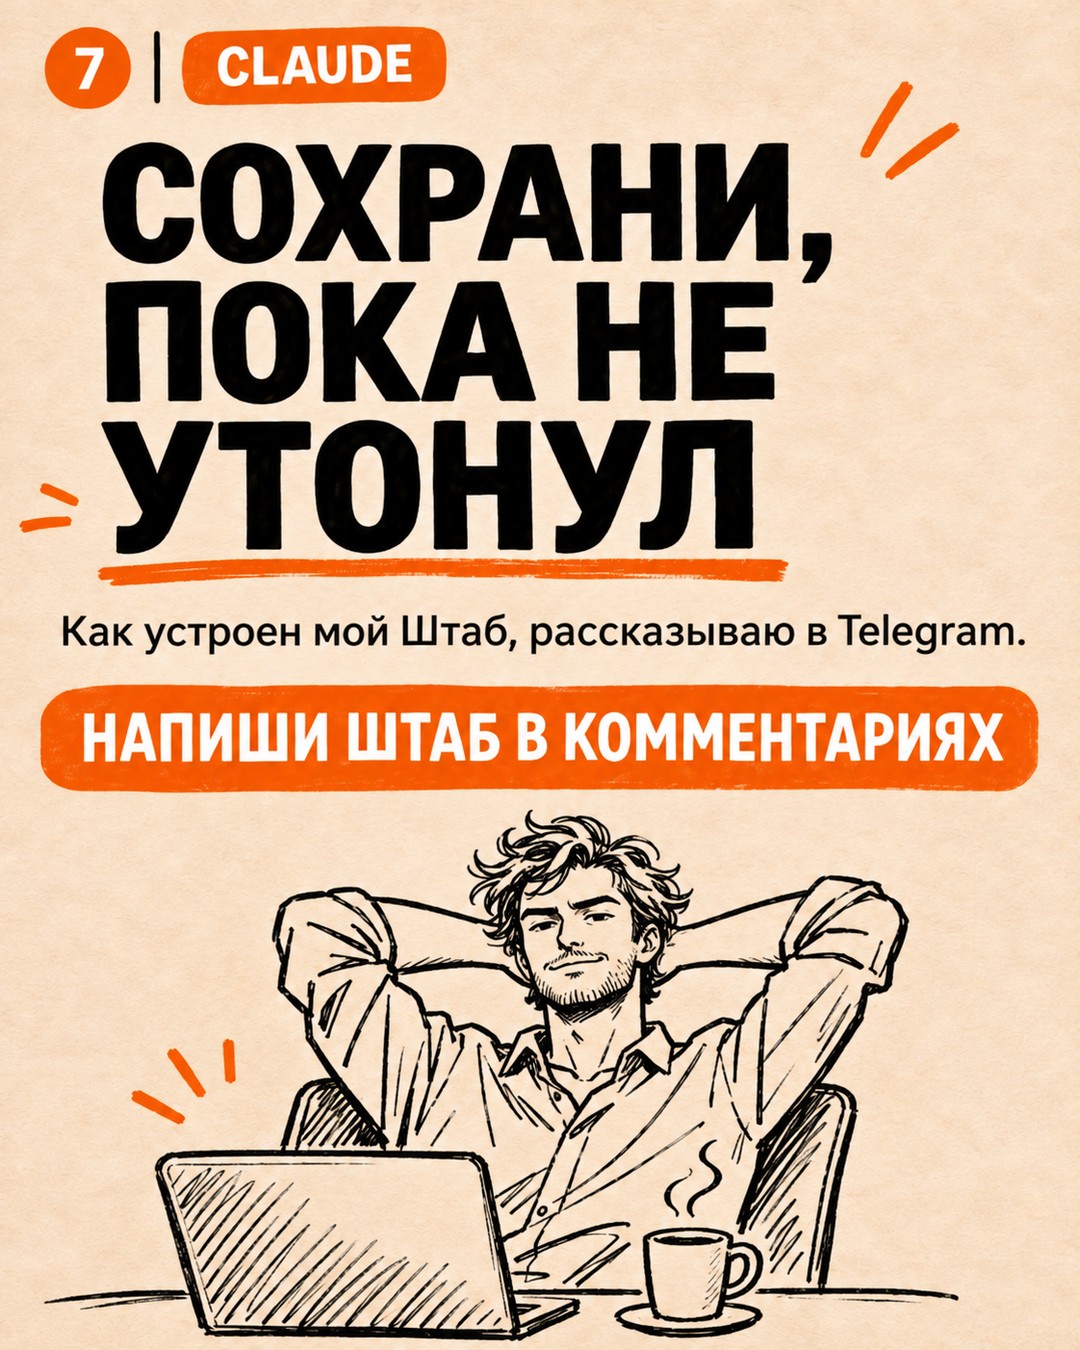 7 | CLAUDE
СОХРАНИ,
ПОКА НЕ
УТОНУЛ
Как устроен мой Штаб, рассказываю в Telegram.
НАПИШИ ШТАБ В КОММЕНТАРИЯХ